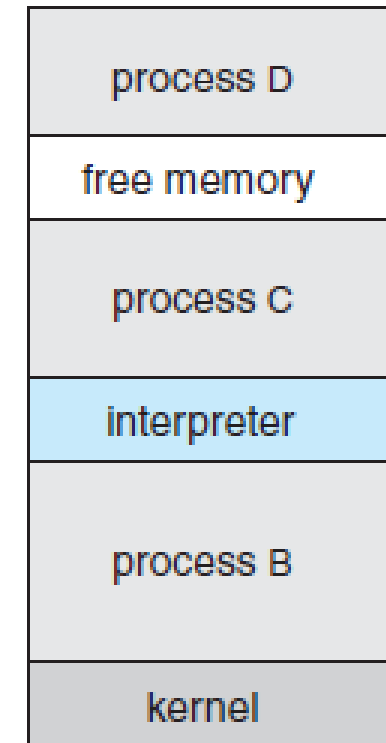 process D
free memory
process C
interpreter
process B
kernel